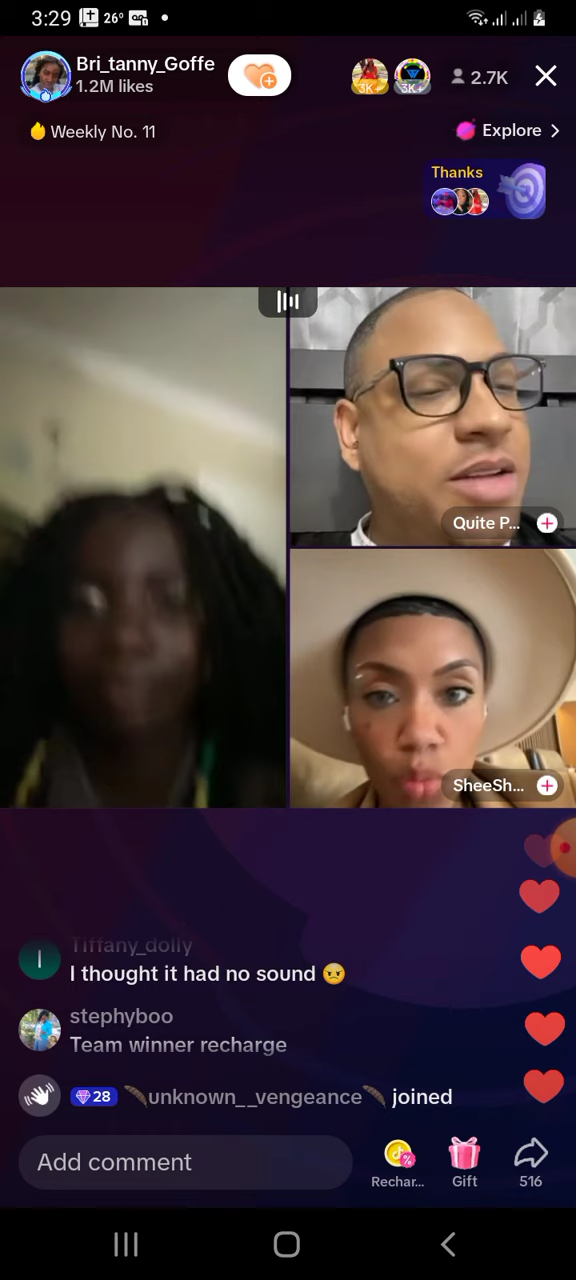 3:29
26°
Bri_tanny_Goffe
1.2M likes
3K+
3K+
2.7K
Weekly No. 11
Explore
Thanks
Quite P...
SheeSh...
Tiffany_dolly
I thought it had no sound 😠
stephyboo
Team winner recharge
28 unknown__vengeance joined
Add comment
Rechar...
Gift
516